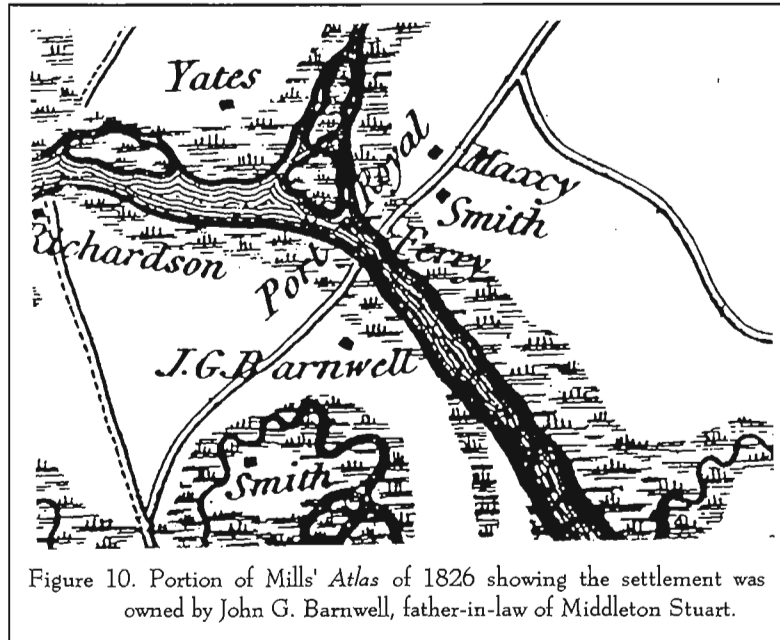 Yates
Port Royal Ferry
Maxcy
Smith
Richardson
J.G.Barnwell
Smith
Figure 10. Portion of Mills' Atlas of 1826 showing the settlement was
owned by John G. Barnwell, father-in-law of Middleton Stuart.